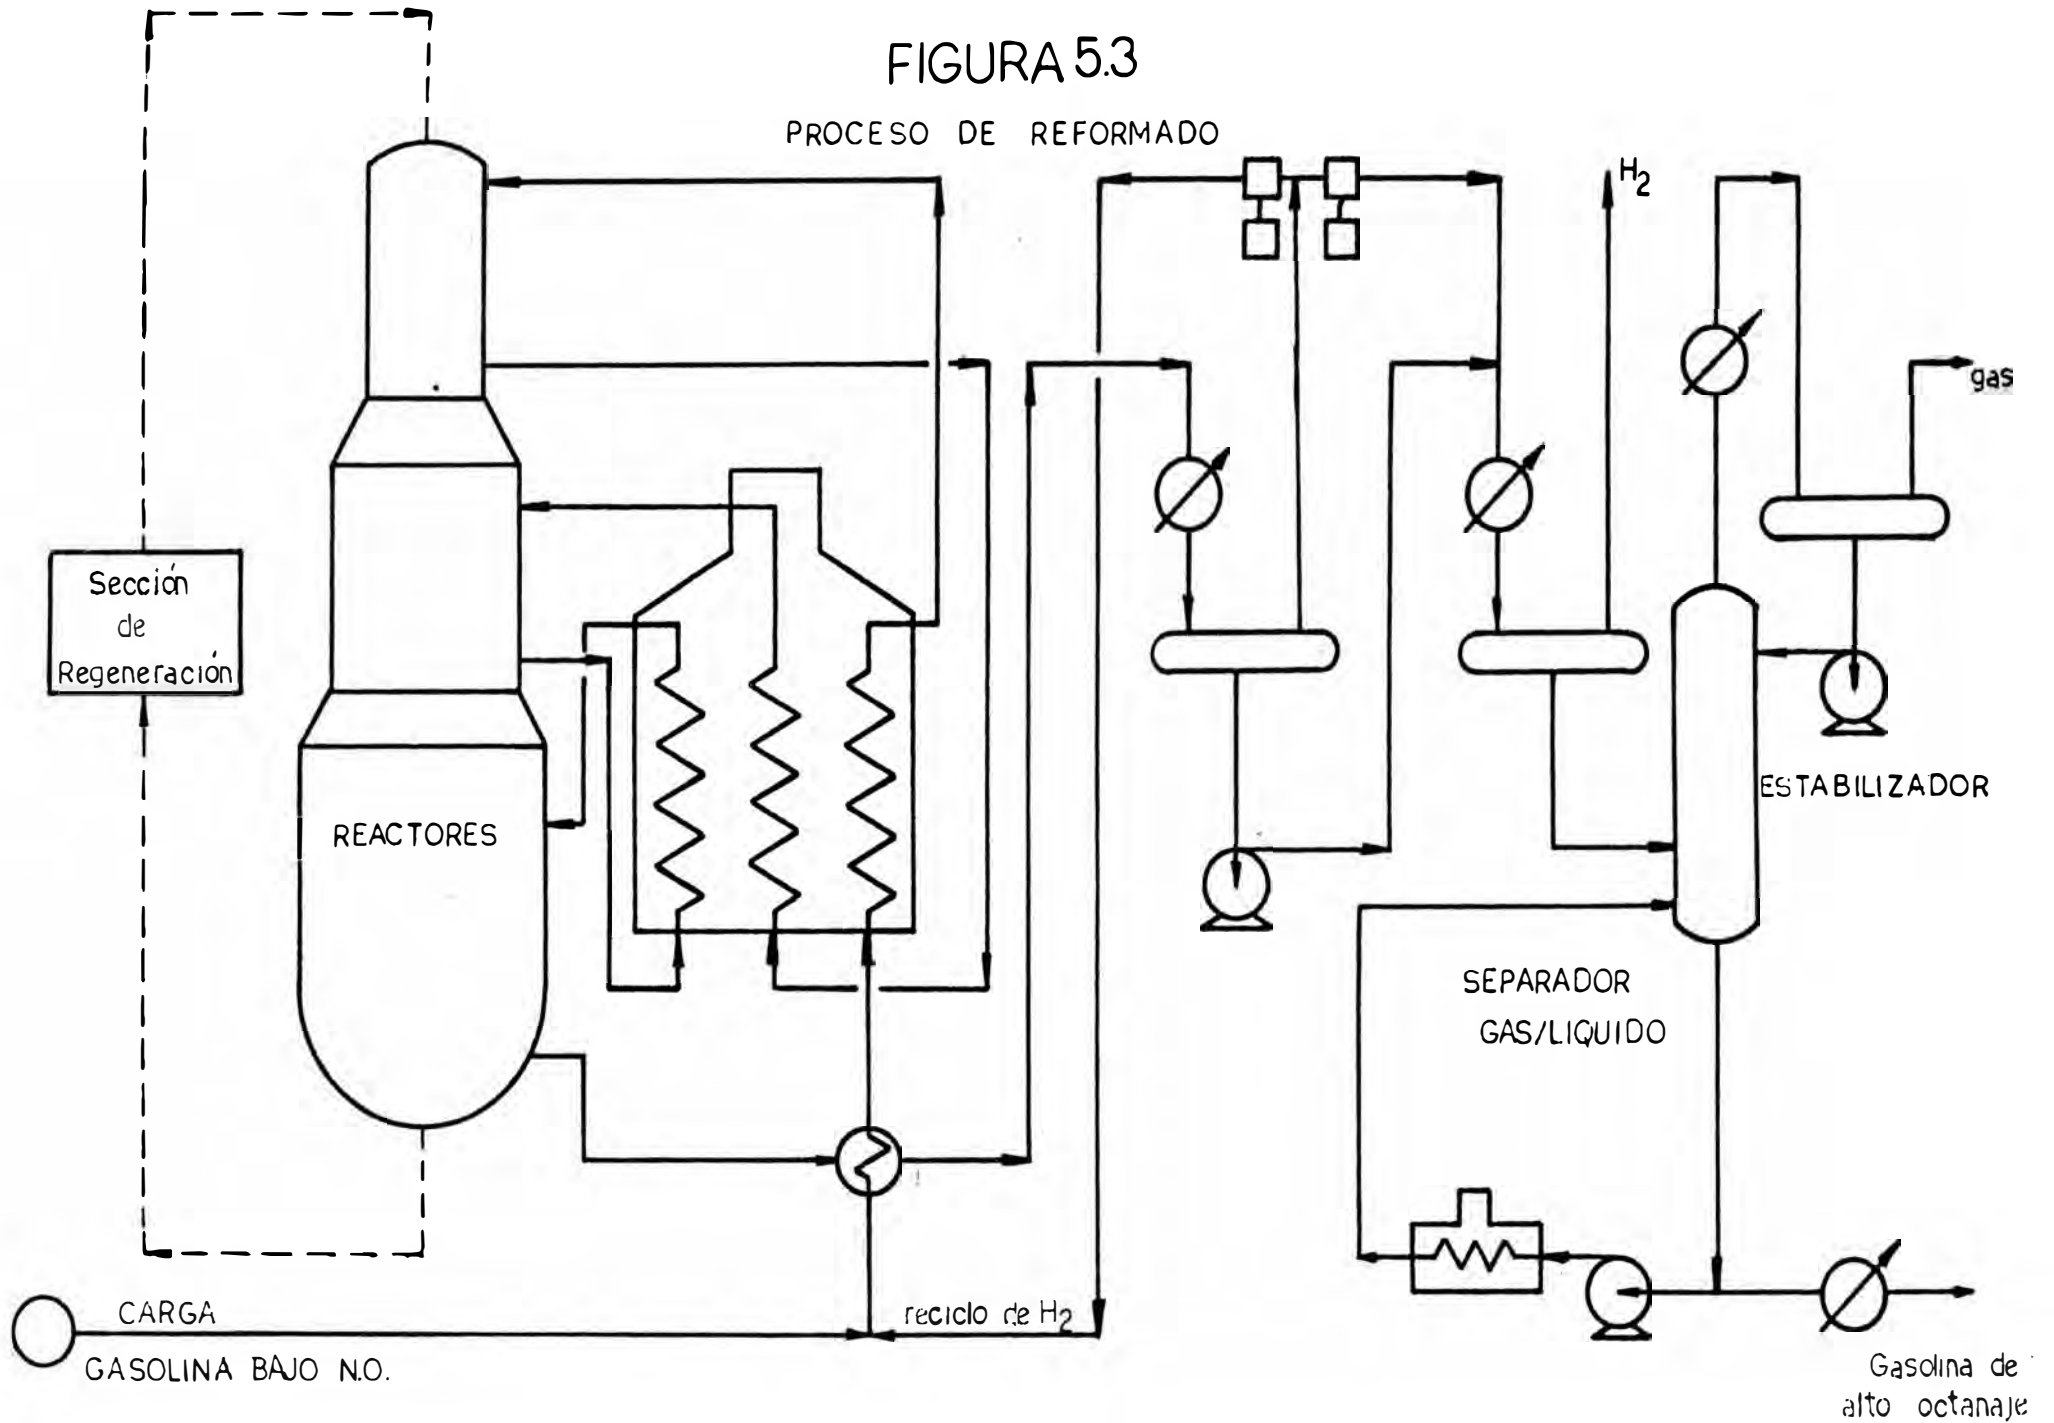 FIGURA 5.3
PROCESO DE REFORMADO
H2
gas
Sección
de
Regeneración
REACTORES
ESTABILIZADOR
SEPARADOR
GAS/LIQUIDO
CARGA
GASOLINA BAJO N.O.
reciclo de H2
Gasolina de
alto octanaje